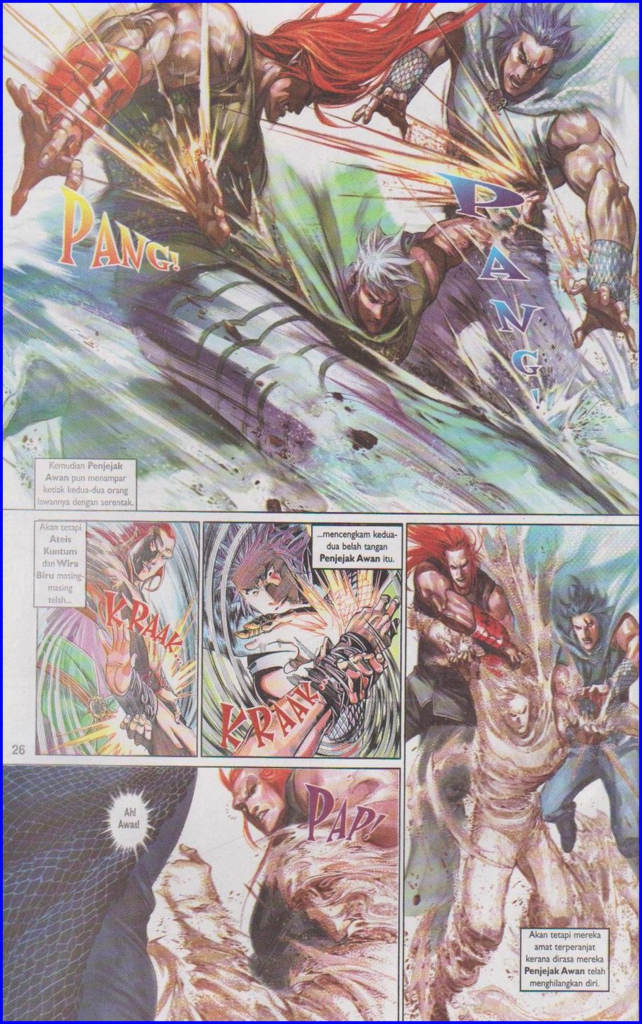 PANG!
PANG!
Kemudian Penjejak
Awan pun menampar
ketiak kedua-dua orang
lawannya dengan serentak.
Akan tetapi
Ateis
Kuntum
dan Wira
Biru masing-
masing
telah...
KRAAK...
...mencengkam kedua-
dua belah tangan
Penjejak Awan itu.
KRAAK...
26
Ah!
Awas!
PAP!
Akan tetapi mereka
amat terperanjat
kerana dirasa mereka
Penjejak Awan telah
menghilangkan diri.